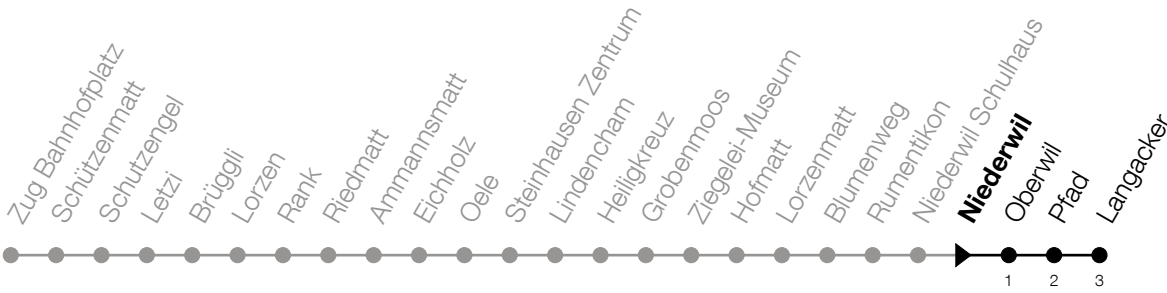 Zug Bahnhofplatz
Schützenmatt
Schutzengel
Letzi
Brüggli
Lorzen
Rank
Riedmatt
Ammannsmatt
Eichholz
Oele
Steinhausen Zentrum
Lindencham
Heiligkreuz
Grobenmoos
Ziegelei-Museum
Hofmatt
Lorzenmatt
Blumenweg
Rumentikon
Niederwil Schulhaus
Niederwil
Oberwil
Pfad
Langacker
1 2 3